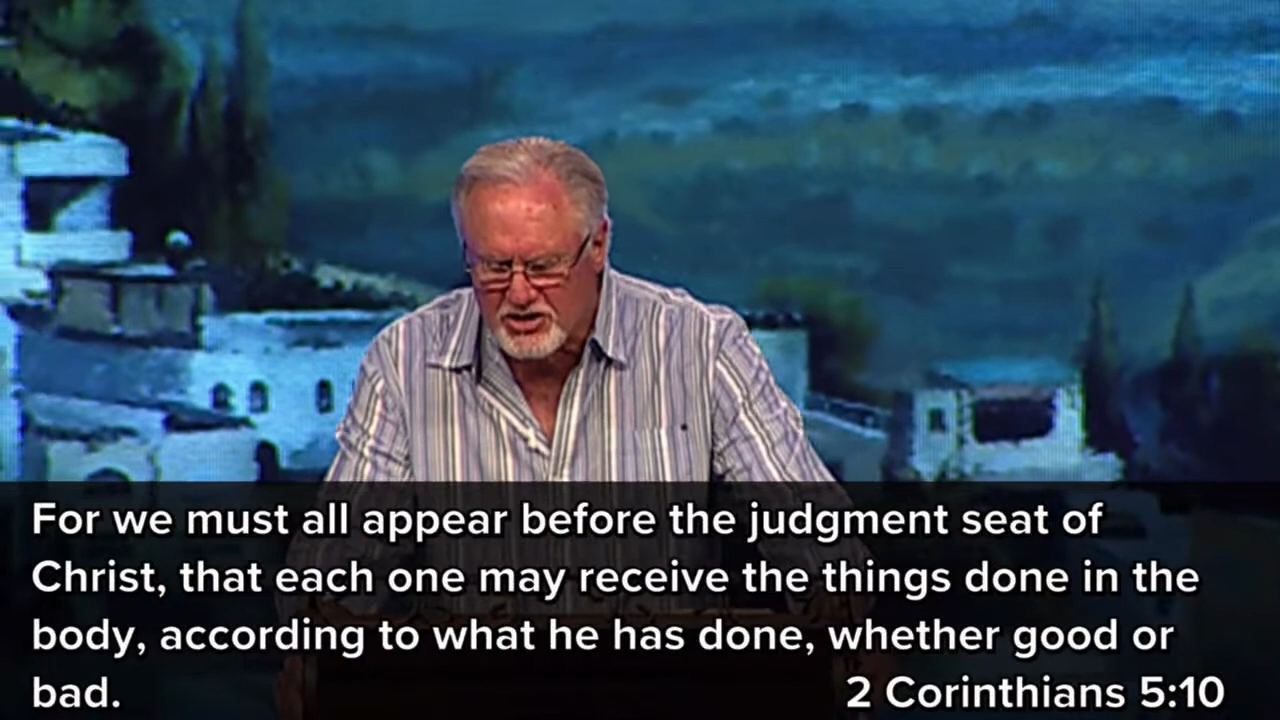 For we must all appear before the judgment seat of
Christ, that each one may receive the things done in the
body, according to what he has done, whether good or
bad.
2 Corinthians 5:10